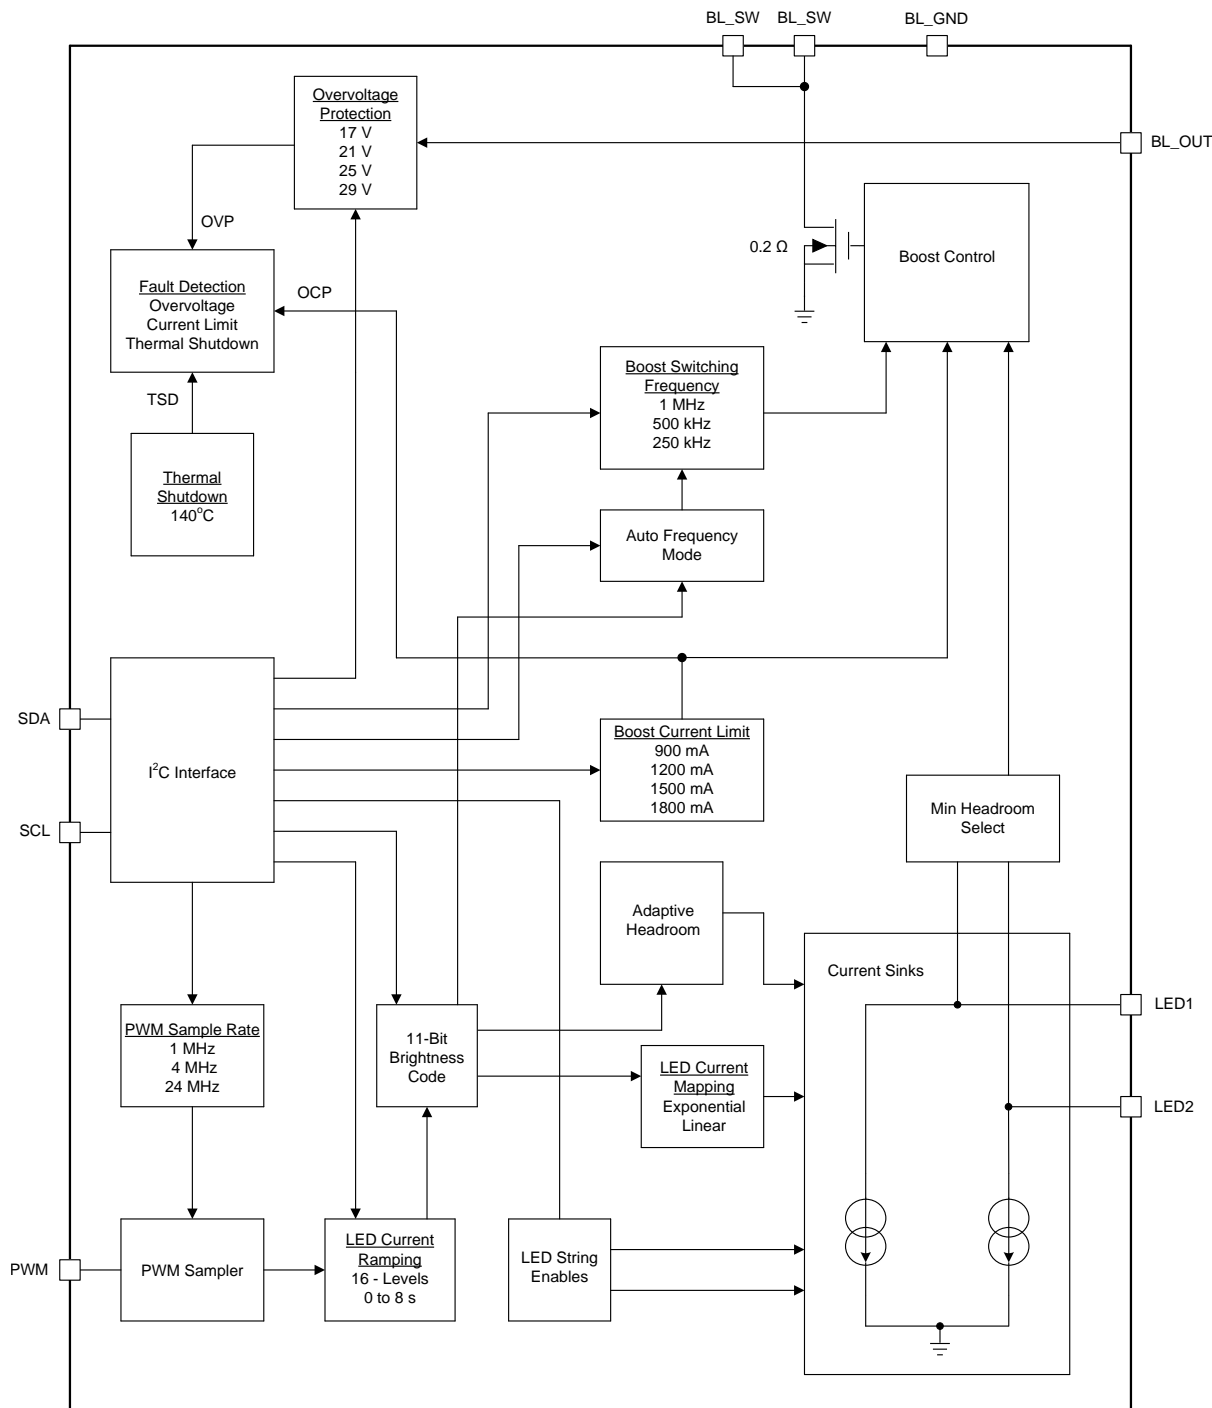 BL_SW
BL_SW
BL_GND
Overvoltage
Protection
17 V
21 V
25 V
29 V
BL_OUT
OVP
0.2 Ω
Boost Control
Fault Detection
Overvoltage
Current Limit
Thermal Shutdown
OCP
TSD
Boost Switching
Frequency
1 MHz
500 kHz
250 kHz
Thermal
Shutdown
140°C
Auto Frequency
Mode
SDA
I²C Interface
SCL
Boost Current Limit
900 mA
1200 mA
1500 mA
1800 mA
Min Headroom
Select
Adaptive
Headroom
Current Sinks
LED1
PWM Sample Rate
1 MHz
4 MHz
24 MHz
11-Bit
Brightness
Code
LED Current
Mapping
Exponential
Linear
LED2
PWM
PWM Sampler
LED Current
Ramping
16 - Levels
0 to 8 s
LED String
Enables